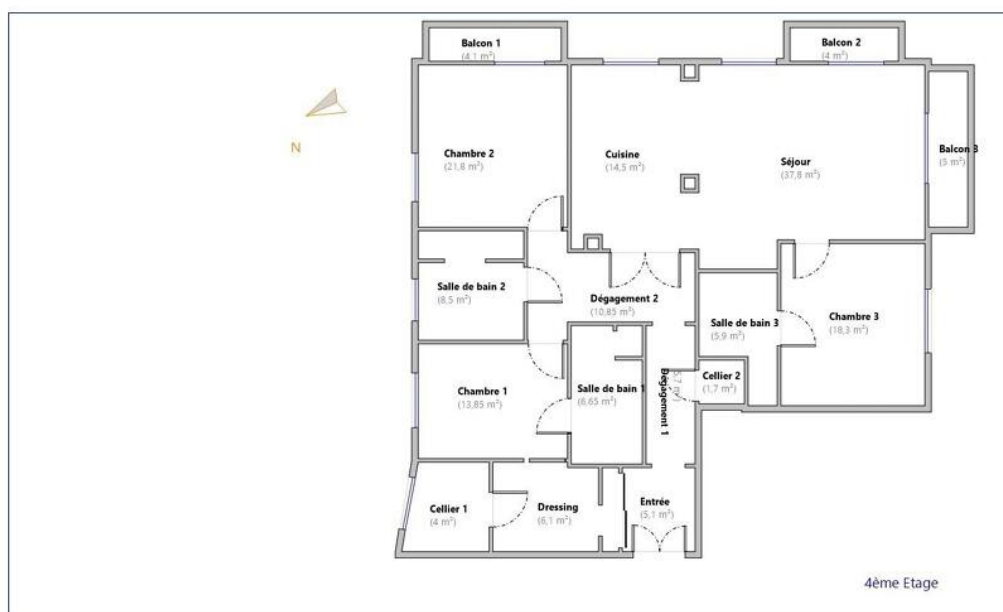 Balcon 1
(4,1 m²)
Balcon 2
(4 m²)
N
Chambre 2
(21,8 m²)
Cuisine
(14,5 m²)
Séjour
(37,8 m²)
Balcon 3
(5 m²)
Salle de bain 2
(8,5 m²)
Dégagement 2
(10,85 m²)
Salle de bain 3
(5,9 m²)
Chambre 3
(18,3 m²)
Chambre 1
(13,85 m²)
Salle de bain 1
(6,65 m²)
Dégagement 1
Cellier 2
(1,7 m²)
Cellier 1
(4 m²)
Dressing
(6,1 m²)
Entrée
(5,1 m²)
4ème Etage